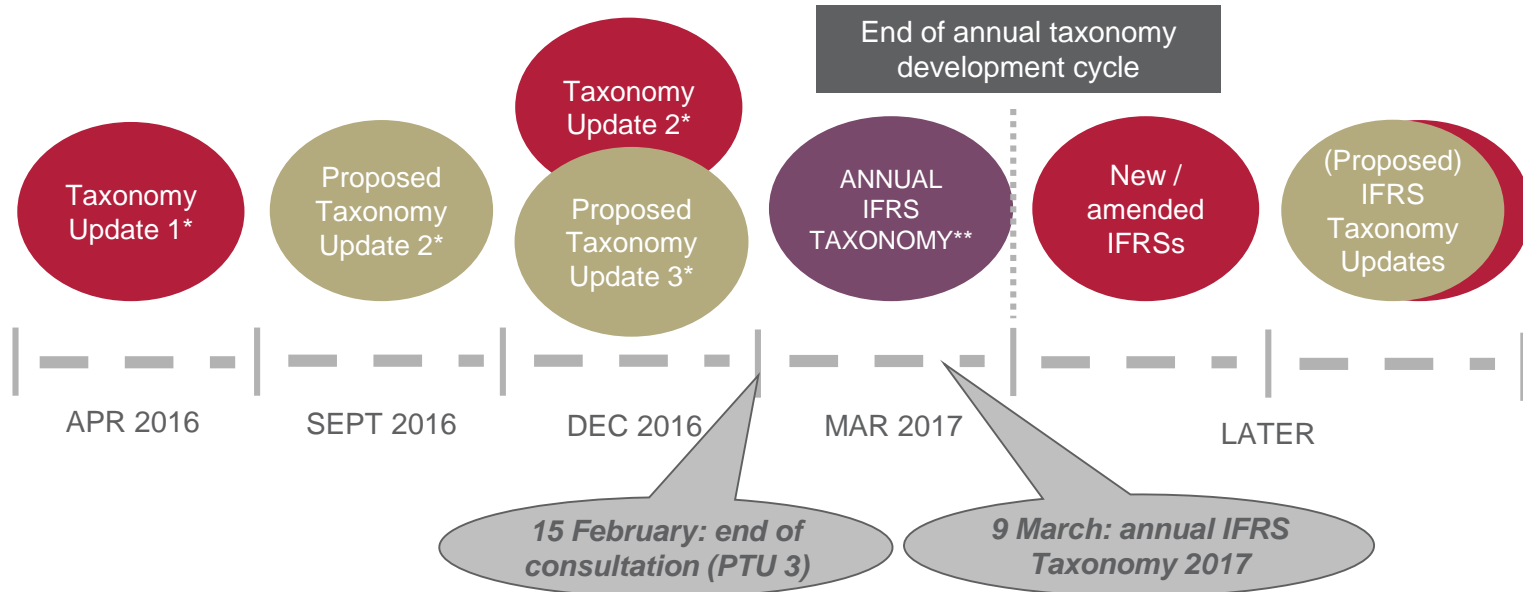 End of annual taxonomy
development cycle
Taxonomy
Update 1*
Proposed
Taxonomy
Update 2*
Taxonomy
Update 2*
Proposed
Taxonomy
Update 3*
ANNUAL
IFRS
TAXONOMY**
New /
amended
IFRSs
(Proposed)
IFRS
Taxonomy
Updates
APR 2016
SEPT 2016
DEC 2016
MAR 2017
LATER
15 February: end of
consultation (PTU 3)
9 March: annual IFRS
Taxonomy 2017